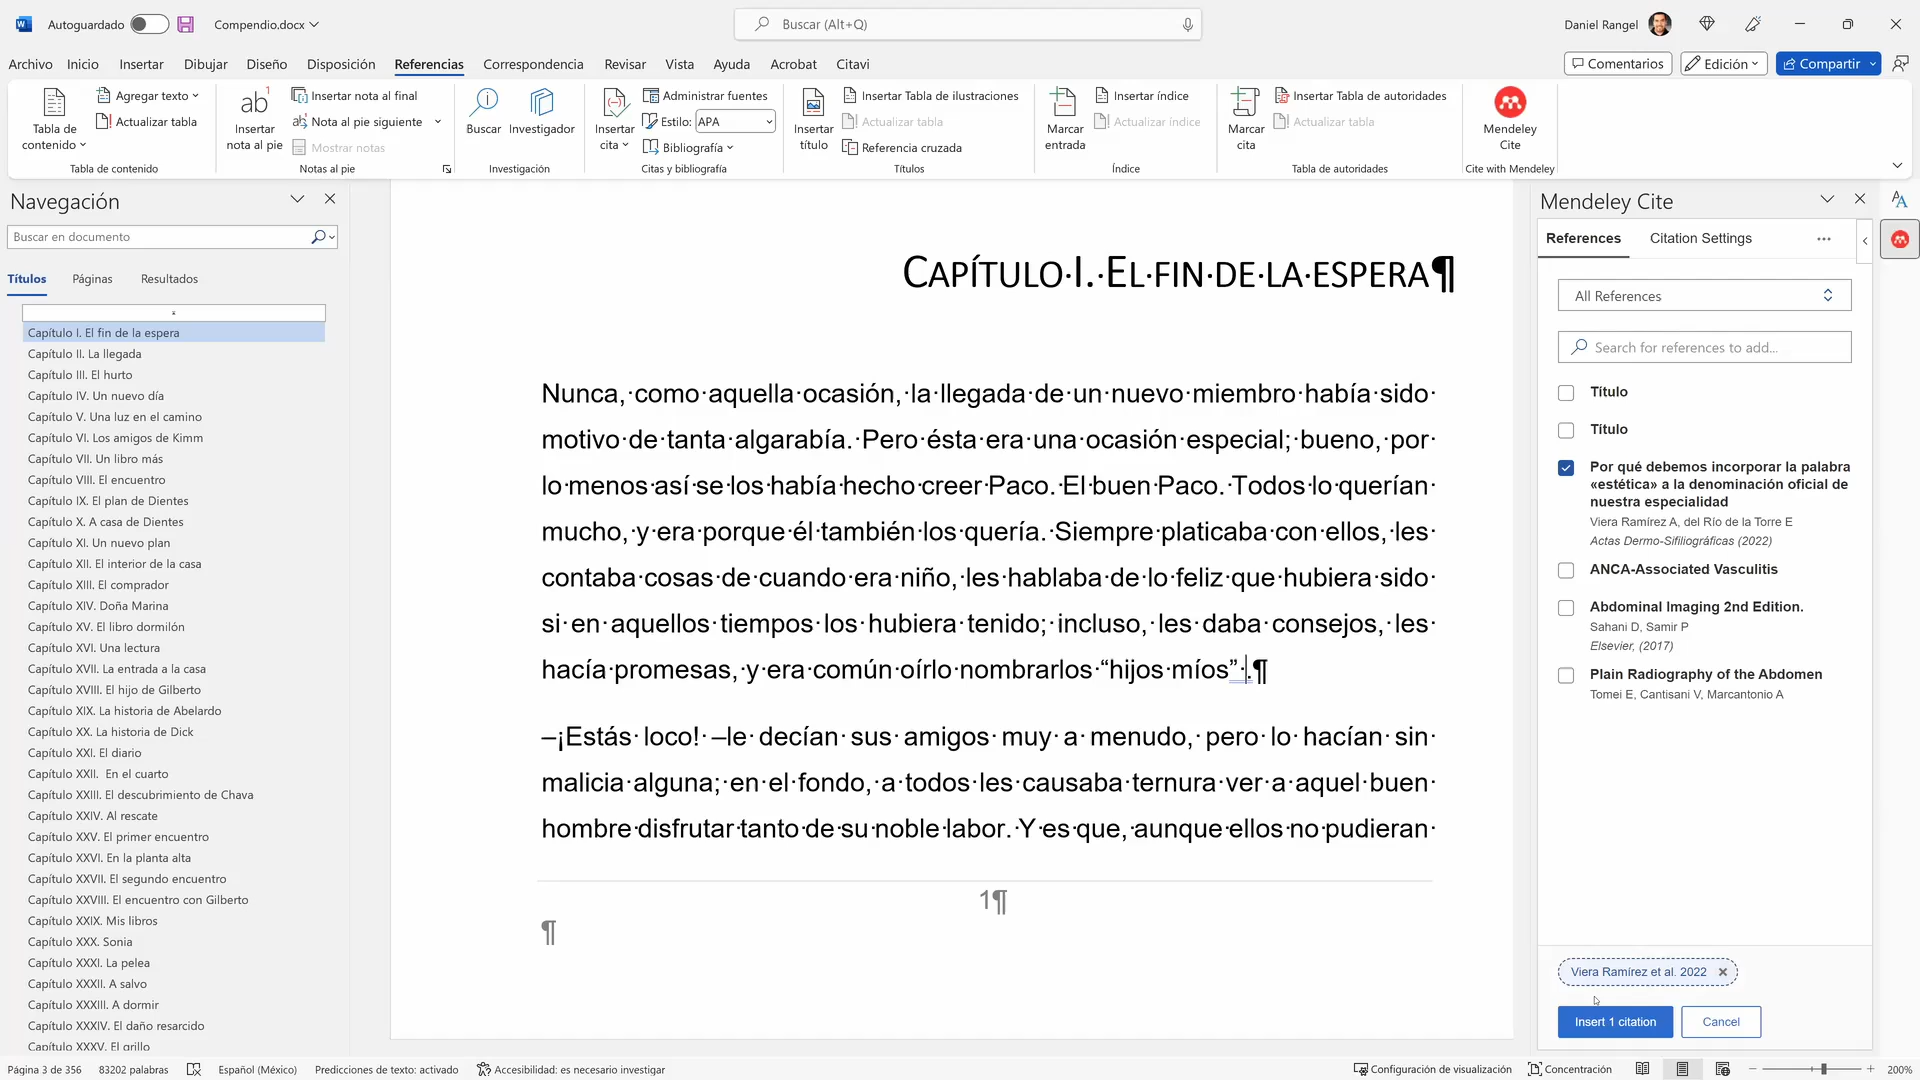 Autoguardado
Compendio.docx
Buscar (Alt+Q)
Daniel Rangel
Archivo Inicio Insertar Dibujar Diseño Disposición Referencias Correspondencia Revisar Vista Ayuda Acrobat Citavi
Comentarios Edición Compartir
Tabla de contenido
Agregar texto
Actualizar tabla
Tabla de contenido
ab1
Insertar nota al pie
Insertar nota al final
Nota al pie siguiente
Mostrar notas
Notas al pie
Buscar
Investigador
Investigación
Insertar cita
Administrar fuentes
Estilo: APA
Bibliografía
Citas y bibliografía
Insertar título
Insertar Tabla de ilustraciones
Actualizar tabla
Referencia cruzada
Títulos
Marcar entrada
Insertar índice
Actualizar índice
Índice
Marcar cita
Insertar Tabla de autoridades
Actualizar tabla
Tabla de autoridades
Mendeley Cite
Cite with Mendeley
Navegación
Buscar en documento
Títulos Páginas Resultados
Capítulo I. El fin de la espera
Capítulo II. La llegada
Capítulo III. El hurto
Capítulo IV. Un nuevo día
Capítulo V. Una luz en el camino
Capítulo VI. Los amigos de Kimm
Capítulo VII. Un libro más
Capítulo VIII. El encuentro
Capítulo IX. El plan de Dientes
Capítulo X. A casa de Dientes
Capítulo XI. Un nuevo plan
Capítulo XII. El interior de la casa
Capítulo XIII. El comprador
Capítulo XIV. Doña Marina
Capítulo XV. El libro dormilón
Capítulo XVI. Una lectura
Capítulo XVII. La entrada a la casa
Capítulo XVIII. El hijo de Gilberto
Capítulo XIX. La historia de Abelardo
Capítulo XX. La historia de Dick
Capítulo XXI. El diario
Capítulo XXII.  En el cuarto
Capítulo XXIII. El descubrimiento de Chava
Capítulo XXIV. Al rescate
Capítulo XXV. El primer encuentro
Capítulo XXVI. En la planta alta
Capítulo XXVII. El segundo encuentro
Capítulo XXVIII. El encuentro con Gilberto
Capítulo XXIX. Mis libros
Capítulo XXX. Sonia
Capítulo XXXI. La pelea
Capítulo XXXII. A salvo
Capítulo XXXIII. A dormir
Capítulo XXXIV. El daño resarcido
Capítulo XXXV. El grillo
CAPÍTULO·I.·EL·FIN·DE·LA·ESPERA¶
Nunca,·como·aquella·ocasión,·la·llegada·de·un·nuevo·miembro·había·sido·
motivo·de·tanta·algarabía.·Pero·ésta·era·una·ocasión·especial;·bueno,·por·
lo·menos·así·se·los·había·hecho·creer·Paco.·El·buen·Paco.·Todos·lo·querían·
mucho,·y·era·porque·él·también·los·quería.·Siempre·platicaba·con·ellos,·les·
contaba·cosas·de·cuando·era·niño,·les·hablaba·de·lo·feliz·que·hubiera·sido·
si·en·aquellos·tiempos·los·hubiera·tenido;·incluso,·les·daba·consejos,·les·
hacía·promesas,·y·era·común·oírlo·nombrarlos·“hijos·míos”·.¶
–¡Estás·loco!·–le·decían·sus·amigos·muy·a·menudo,·pero·lo·hacían·sin·
malicia·alguna;·en·el·fondo,·a·todos·les·causaba·ternura·ver·a·aquel·buen·
hombre·disfrutar·tanto·de·su·noble·labor.·Y·es·que,·aunque·ellos·no·pudieran·
1¶
¶
Mendeley Cite
References Citation Settings
All References
Search for references to add...
Título
Título
Por qué debemos incorporar la palabra
«estética» a la denominación oficial de
nuestra especialidad
Viera Ramírez A, del Río de la Torre E
Actas Dermo-Sifiliográficas (2022)
ANCA-Associated Vasculitis
Abdominal Imaging 2nd Edition.
Sahani D, Samir P
Elsevier, (2017)
Plain Radiography of the Abdomen
Tomei E, Cantisani V, Marcantonio A
Viera Ramírez et al. 2022
Insert 1 citation Cancel
Página 3 de 356 83202 palabras Español (México) Predicciones de texto: activado Accesibilidad: es necesario investigar
Configuración de visualización Concentración 200%